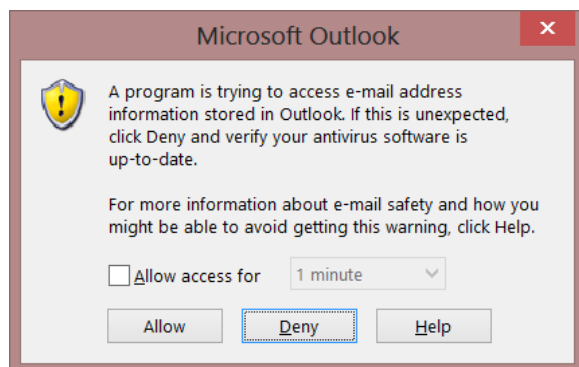 Microsoft Outlook
A program is trying to access e-mail address
information stored in Outlook. If this is unexpected,
click Deny and verify your antivirus software is
up-to-date.
For more information about e-mail safety and how you
might be able to avoid getting this warning, click Help.
Allow access for 1 minute
Allow Deny Help